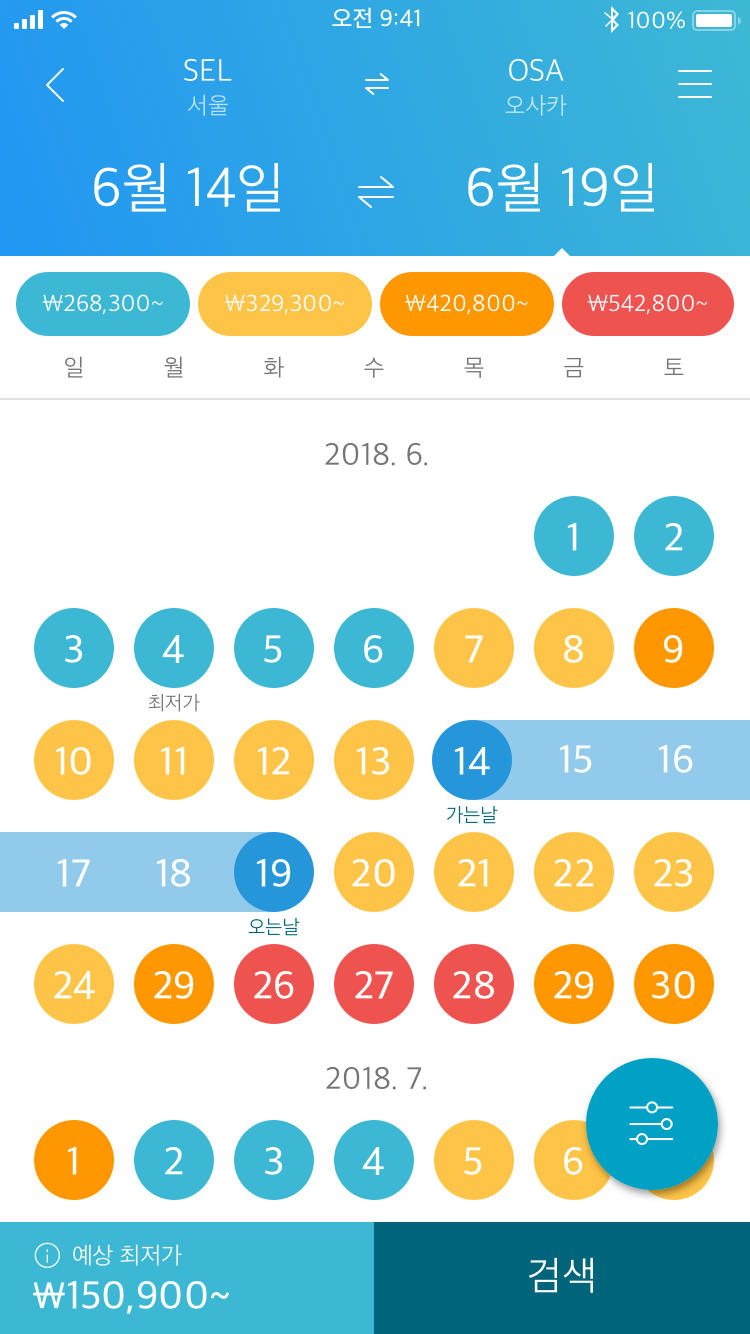 오전 9:41 100%
SEL OSA
서울 오사카
6월 14일 6월 19일
₩268,300~ ₩329,300~ ₩420,800~ ₩542,800~
일 월 화 수 목 금 토
2018. 6.
1 2
3 4 5 6 7 8 9
최저가
10 11 12 13 14 15 16
가는날
17 18 19 20 21 22 23
오는날
24 29 26 27 28 29 30
2018. 7.
1 2 3 4 5 6
예상 최저가
₩150,900~
검색